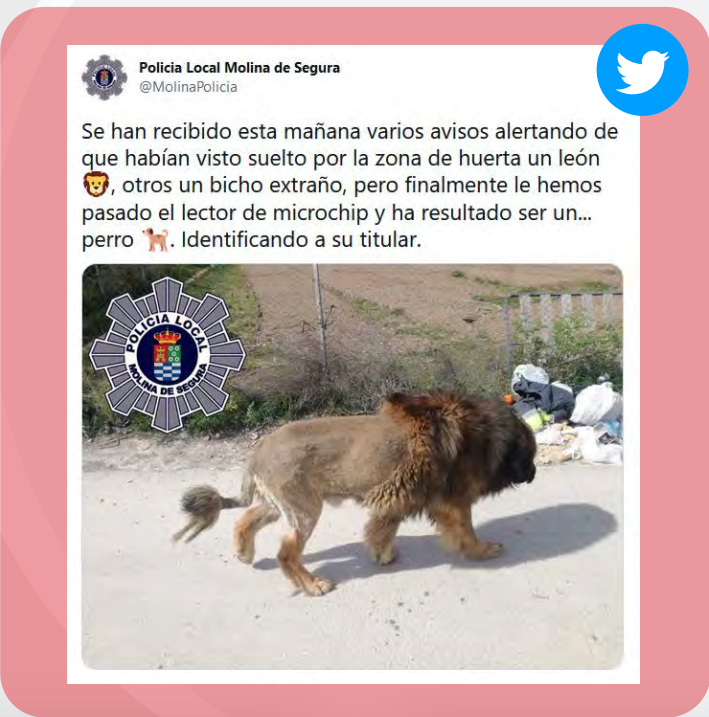 Policia Local Molina de Segura
@MolinaPolicia
Se han recibido esta mañana varios avisos alertando de
que habían visto suelto por la zona de huerta un león
🦁, otros un bicho extraño, pero finalmente le hemos
pasado el lector de microchip y ha resultado ser un...
perro 🐕. Identificando a su titular.
POLICIA LOCAL
MOLINA DE SEGURA